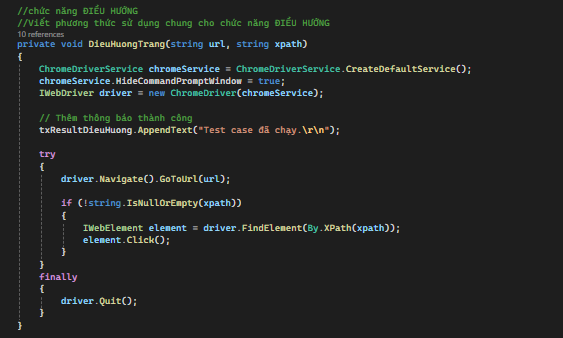 //chức năng ĐIỀU HƯỚNG
//Viết phương thức sử dụng chung cho chức năng ĐIỀU HƯỚNG
10 references
private void DieuHuongTrang(string url, string xpath)
{
ChromeDriverService chromeService = ChromeDriverService.CreateDefaultService();
chromeService.HideCommandPromptWindow = true;
IWebDriver driver = new ChromeDriver(chromeService);
// Thêm thông báo thành công
txResultDieuHuong.AppendText("Test case đã chạy.\r\n");
try
{
driver.Navigate().GoToUrl(url);
if (!string.IsNullOrEmpty(xpath))
{
IWebElement element = driver.FindElement(By.XPath(xpath));
element.Click();
}
}
finally
{
driver.Quit();
}
}